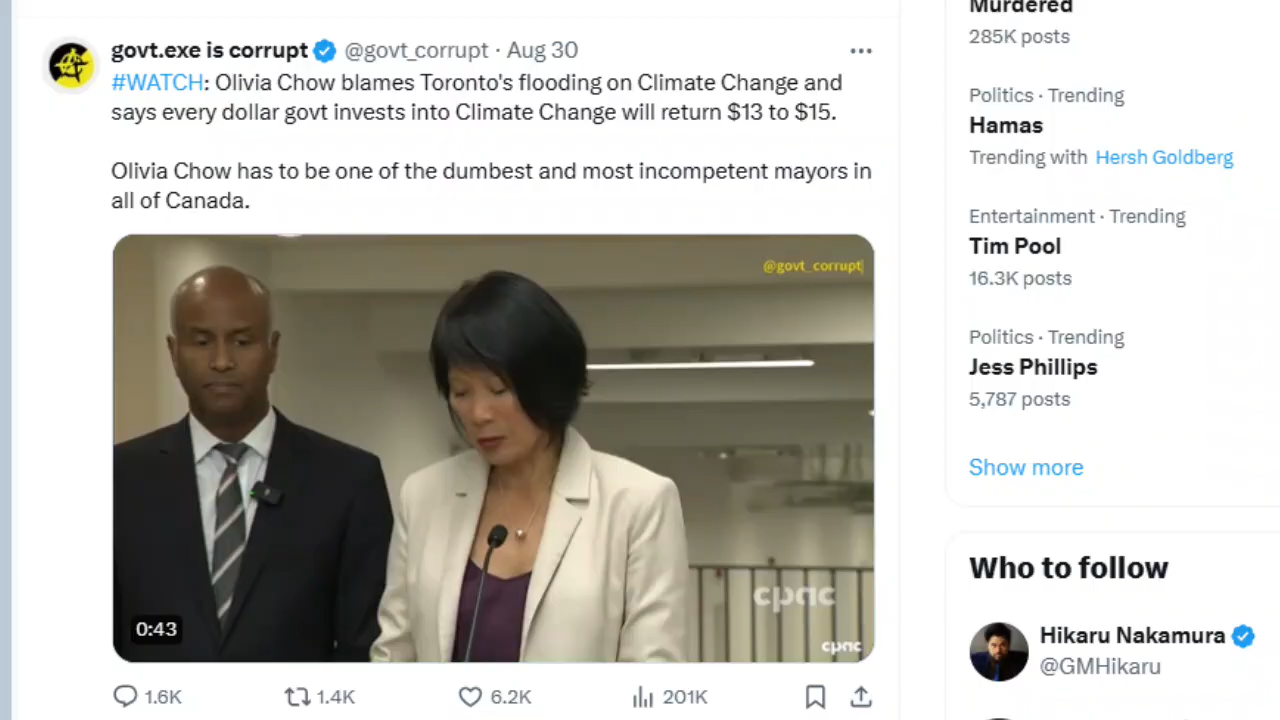 govt.exe is corrupt @govt_corrupt · Aug 30
#WATCH: Olivia Chow blames Toronto's flooding on Climate Change and
says every dollar govt invests into Climate Change will return $13 to $15.
Olivia Chow has to be one of the dumbest and most incompetent mayors in
all of Canada.
@govt_corrupt
cpac
cpac
0:43
1.6K 1.4K 6.2K 201K
Murdered
285K posts
Politics · Trending
Hamas
Trending with Hersh Goldberg
Entertainment · Trending
Tim Pool
16.3K posts
Politics · Trending
Jess Phillips
5,787 posts
Show more
Who to follow
Hikaru Nakamura
@GMHikaru